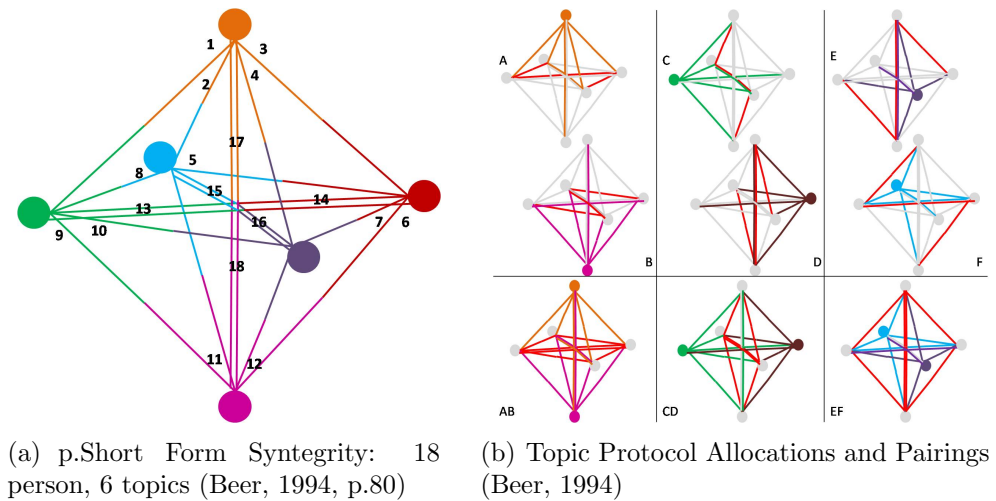 1
3
2
4
17
5
8
15
13
14
16
7
6
9
10
18
11
12
A
C
E
B
D
F
AB
CD
EF
(a) p.Short Form Syntegrity: 18
person, 6 topics (Beer, 1994, p.80)
(b) Topic Protocol Allocations and Pairings
(Beer, 1994)